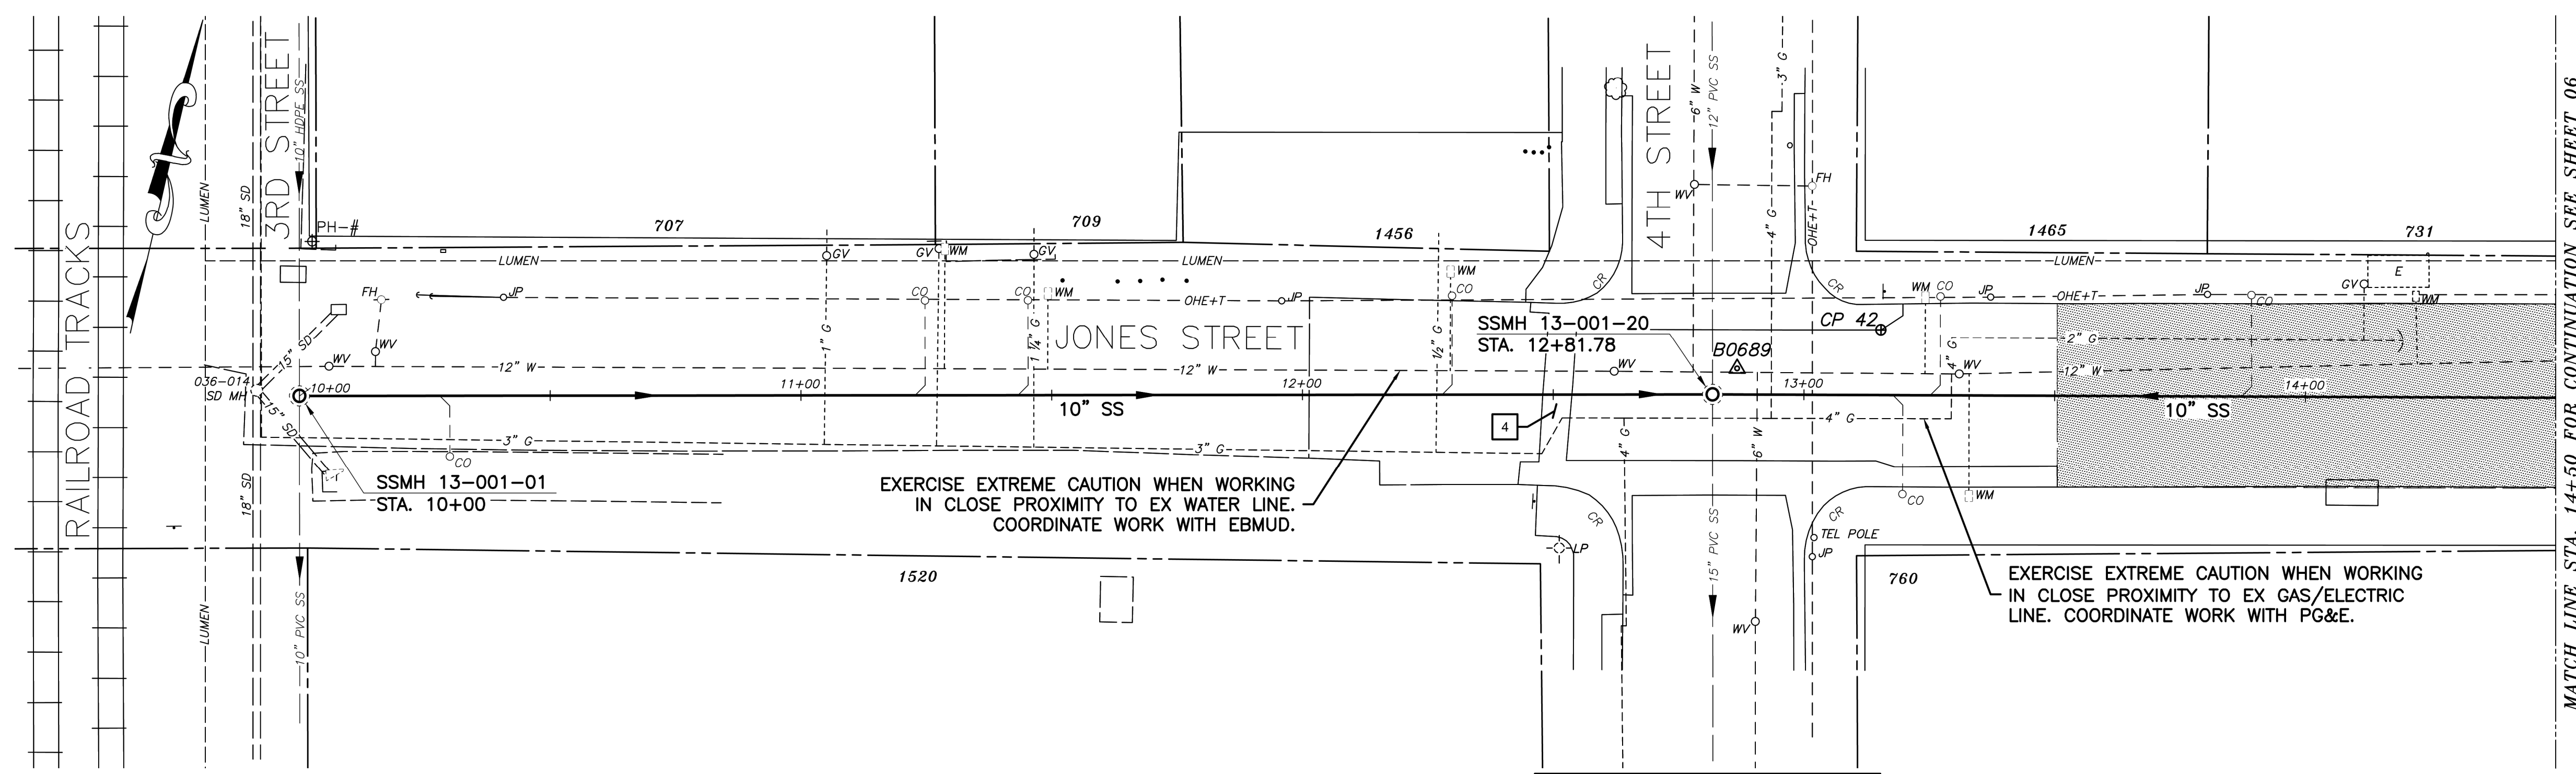 RAILROAD TRACKS
LUMEN
LUMEN
18" SD
18" SD
3RD STREET
10" HDPE SS
10" PVC SS
PH-#
707
709
1456
4TH STREET
6" W
12" PVC SS
3" G
4" G
OHE+T
WV
FH
1465
731
LUMEN
GV
GV
WM
GV
LUMEN
WM
LUMEN
E
FH
JP
CO
CO
WM
OHE+T
JP
CO
CR
CR
WM
CO
JP
OHE+T
JP
CO
GV
WM
15" SD
WV
WV
1" G
1 1/4" G
JONES STREET
1/2" G
SSMH 13-001-20
STA. 12+81.78
CP 42
B0689
4" G
2" G
12" W
12" W
WV
WV
12" W
036-014
SD MH
10+00
11+00
12+00
13+00
14+00
15" SD
10" SS
10" SS
4
4" G
3" G
3" G
4" G
6" W
CO
CO
WM
SSMH 13-001-01
STA. 10+00
EXERCISE EXTREME CAUTION WHEN WORKING
IN CLOSE PROXIMITY TO EX WATER LINE.
COORDINATE WORK WITH EBMUD.
CR
CR
LP
15" PVC SS
TEL POLE
JP
WV
1520
760
EXERCISE EXTREME CAUTION WHEN WORKING
IN CLOSE PROXIMITY TO EX GAS/ELECTRIC
LINE. COORDINATE WORK WITH PG&E.
MATCH LINE STA. 14+50 FOR CONTINUATION SEE SHEET 06